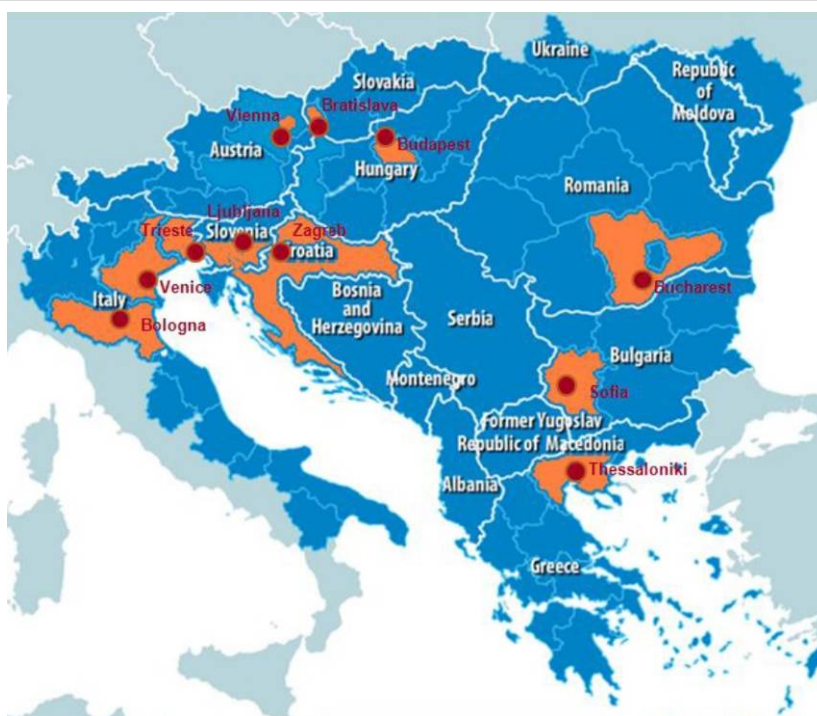 Ukraine
Slovakia
Republic
of
Moldova
Bratislava
Vienna
Budapest
Austria
Hungary
Romania
Ljubljana
Trieste
Slovenia
Zagreb
Croatia
Venice
Bucharest
Italy
Bosnia
and
Herzegovina
Bologna
Serbia
Bulgaria
Montenegro
Sofia
Former Yugoslav
Republic of Macedonia
Thessaloniki
Albania
Greece